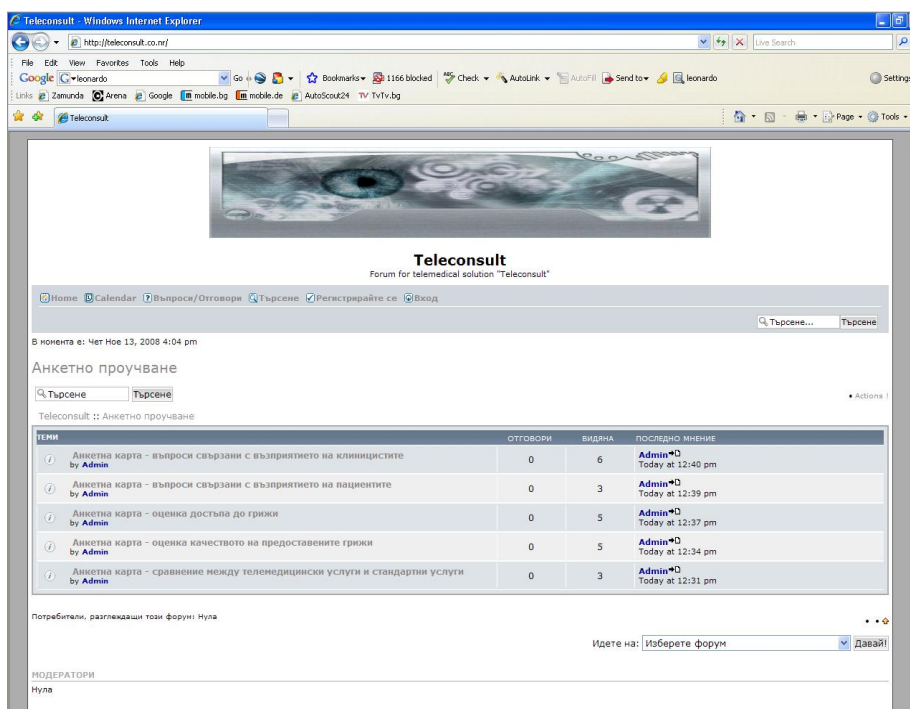 Teleconsult - Windows Internet Explorer
http://teleconsult.co.nr/
Live Search
File Edit View Favorites Tools Help
Google leonardo Go Bookmarks 1166 blocked Check AutoLink AutoFill Send to leonardo Settings
Links Zamunda Arena Google mobile.bg mobile.de AutoScout24 TV TvTv.bg
Teleconsult Page Tools
Teleconsult
Forum for telemedical solution "Teleconsult"
Home Calendar Въпроси/Отговори Търсене Регистрирайте се Вход
Търсене... Търсене
В момента е: Чет Ное 13, 2008 4:04 pm
Анкетно проучване
Търсене Търсене
• Actions !
Teleconsult :: Анкетно проучване
ТЕМИ ОТГОВОРИ ВИДЯНА ПОСЛЕДНО МНЕНИЕ
Анкетна карта - въпроси свързани с възприятието на клиницистите
by Admin
0 6 Admin
Today at 12:40 pm
Анкетна карта - въпроси свързани с възприятието на пациентите
by Admin
0 3 Admin
Today at 12:39 pm
Анкетна карта - оценка достъпа до грижи
by Admin
0 5 Admin
Today at 12:37 pm
Анкетна карта - оценка качеството на предоставените грижи
by Admin
0 5 Admin
Today at 12:34 pm
Анкетна карта - сравнение между телемедицински услуги и стандартни услуги
by Admin
0 3 Admin
Today at 12:31 pm
Потребители, разглеждащи този форум: Нула
Идете на: Изберете форум Давай!
МОДЕРАТОРИ
Нула